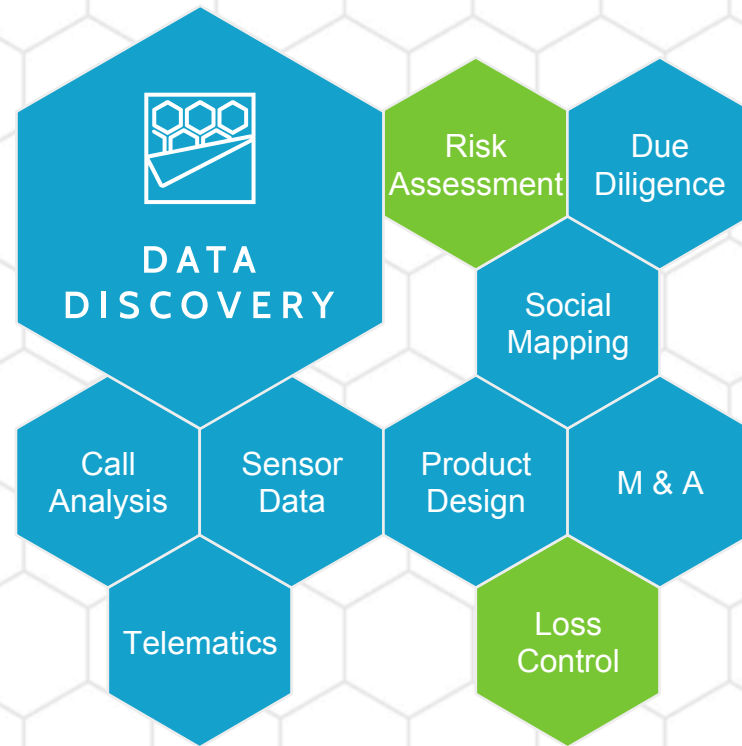 DATA
DISCOVERY
Risk
Assessment
Due
Diligence
Social
Mapping
Call
Analysis
Sensor
Data
Product
Design
M & A
Telematics
Loss
Control